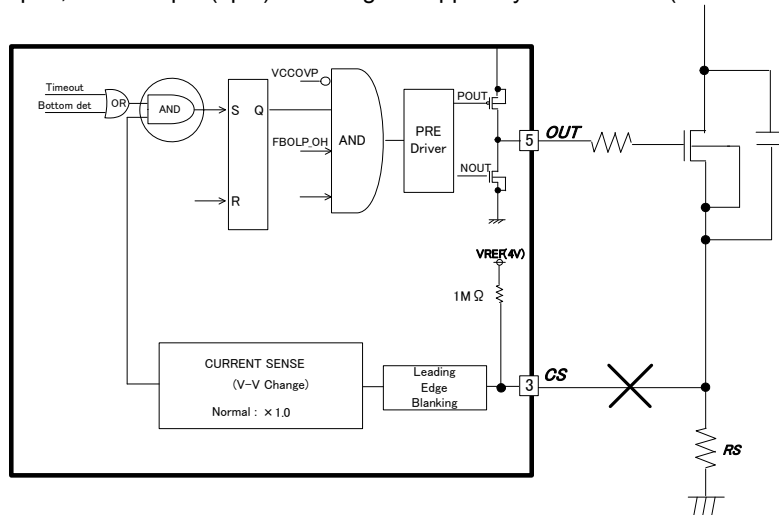 Timeout
Bottom det
OR
AND
S Q
R
VCCOVP
FBOLP_OH
AND
PRE
Driver
POUT
NOUT
5 OUT
VREF(4V)
1MΩ
CURRENT SENSE
(V-V Change)
Normal : ×1.0
Leading
Edge
Blanking
3 CS
RS